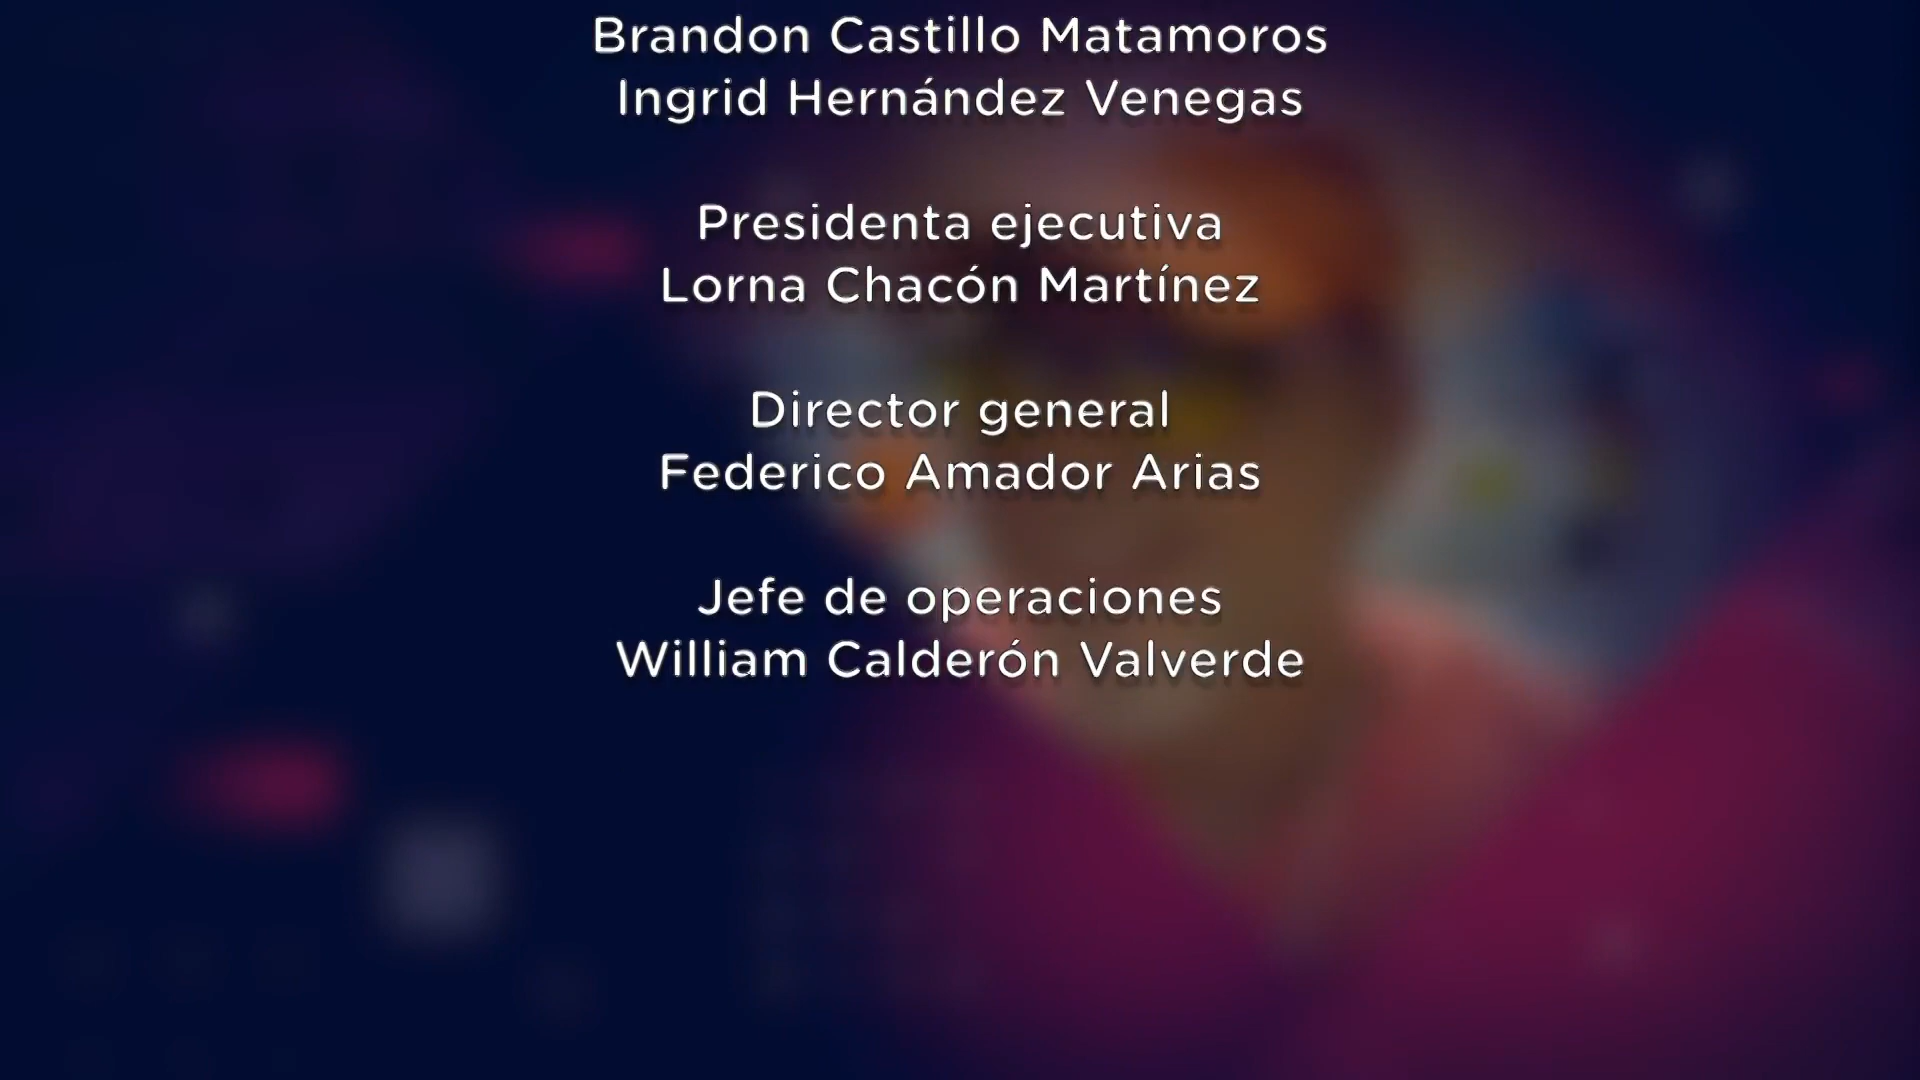 Brandon Castillo Matamoros
Ingrid Hernández Venegas
Presidenta ejecutiva
Lorna Chacón Martínez
Director general
Federico Amador Arias
Jefe de operaciones
William Calderón Valverde